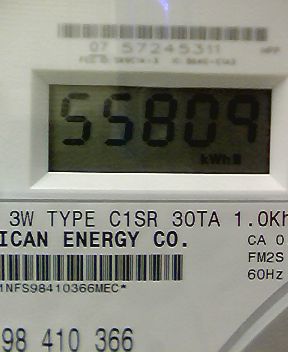 07 57245311
55809
kWh
3W TYPE C1SR 30TA 1.0Kh
ICAN ENERGY CO.
CA 0
FM2S
60Hz
1NFS98410366MEC*
98 410 366